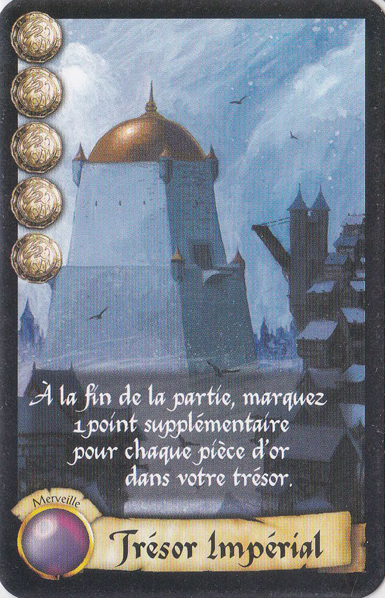 À la fin de la partie, marquez
1 point supplémentaire
pour chaque pièce d'or
dans votre trésor.
Merveille
Trésor Impérial